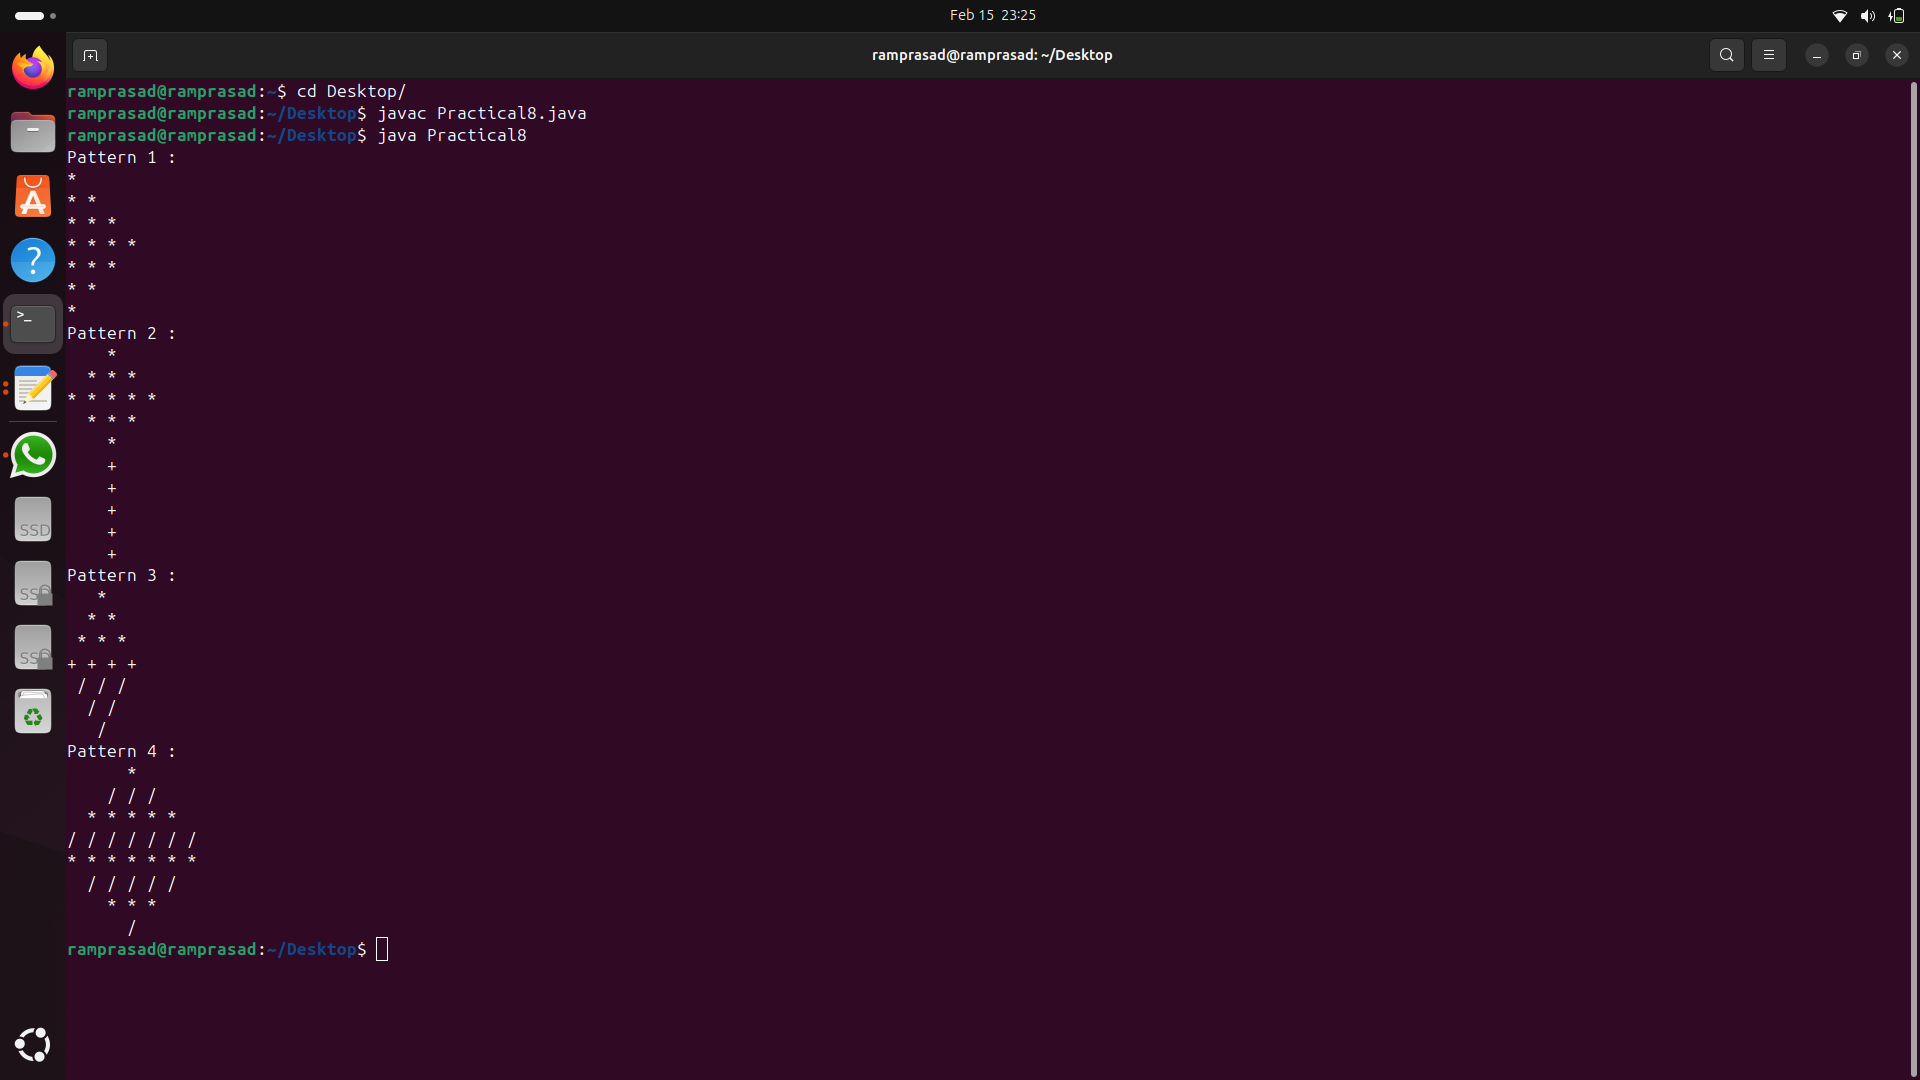 Feb 15 23:25
ramprasad@ramprasad: ~/Desktop
ramprasad@ramprasad:~$ cd Desktop/
ramprasad@ramprasad:~/Desktop$ javac Practical8.java
ramprasad@ramprasad:~/Desktop$ java Practical8
Pattern 1 :
*
* *
* * *
* * * *
* * *
* *
*
Pattern 2 :
    *
  * * *
* * * * *
  * * *
    *
    +
    +
    +
    +
    +
Pattern 3 :
   *
  * *
 * * *
+ + + +
 / / /
  / /
   /
Pattern 4 :
      *
    / / /
  * * * * *
/ / / / / / /
* * * * * * *
  / / / / /
    * * *
      /
ramprasad@ramprasad:~/Desktop$
SSD
SSD
SSD